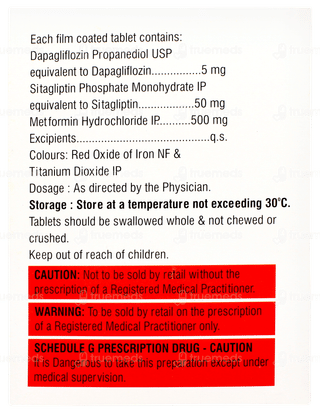 Each film coated tablet contains:
Dapagliflozin Propanediol USP
equivalent to Dapagliflozin...............5 mg
Sitagliptin Phosphate Monohydrate IP
equivalent to Sitagliptin.................50 mg
Metformin Hydrochloride IP..........500 mg
Excipients.........................................q.s.
Colours: Red Oxide of Iron NF &
Titanium Dioxide IP
Dosage : As directed by the Physician.
Storage : Store at a temperature not exceeding 30°C.
Tablets should be swallowed whole & not chewed or
crushed.
Keep out of reach of children.
CAUTION: Not to be sold by retail without the
prescription of a Registered Medical Practitioner.
WARNING: To be sold by retail on the prescription
of a Registered Medical Practitioner only.
SCHEDULE G PRESCRIPTION DRUG - CAUTION
It is Dangerous to take this preparation except under
medical supervision.